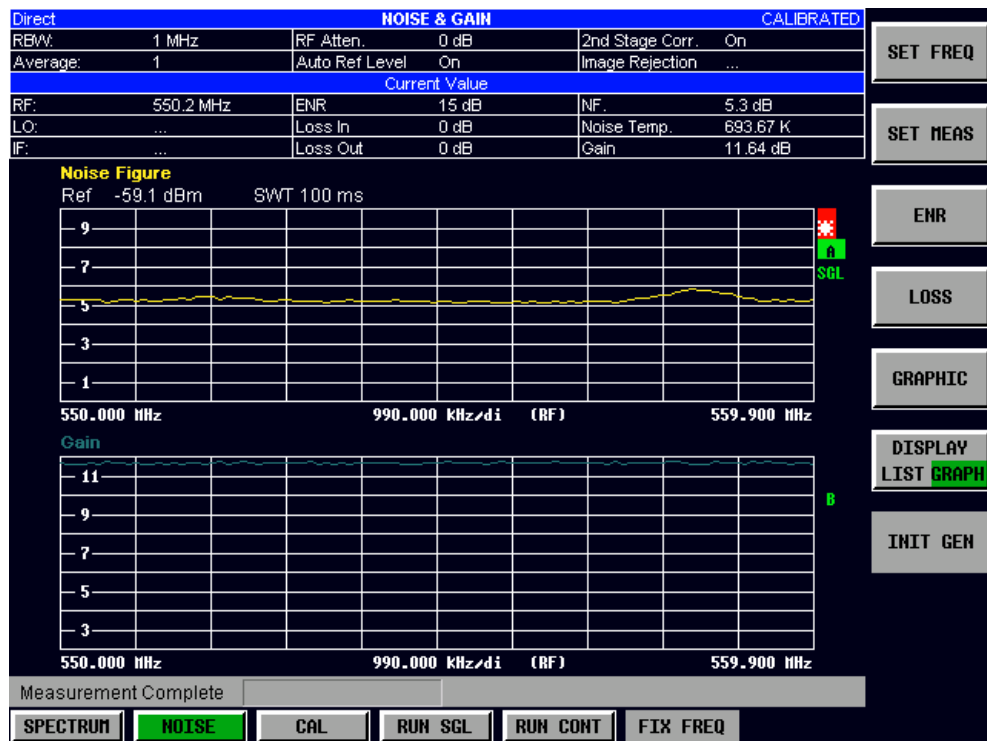 Direct NOISE & GAIN CALIBRATED
RBW: 1 MHz RF Atten. 0 dB 2nd Stage Corr. On
Average: 1 Auto Ref Level On Image Rejection ...
Current Value
RF: 550.2 MHz ENR 15 dB NF. 5.3 dB
LO: ... Loss In 0 dB Noise Temp. 693.67 K
IF: ... Loss Out 0 dB Gain 11.64 dB
Noise Figure
Ref -59.1 dBm SWT 100 ms
9
7
5
3
1
A
SGL
550.000 MHz 990.000 kHz/di (RF) 559.900 MHz
Gain
11
9
7
5
3
B
550.000 MHz 990.000 kHz/di (RF) 559.900 MHz
Measurement Complete
SPECTRUM NOISE CAL RUN SGL RUN CONT FIX FREQ
SET FREQ
SET MEAS
ENR
LOSS
GRAPHIC
DISPLAY
LIST GRAPH
INIT GEN